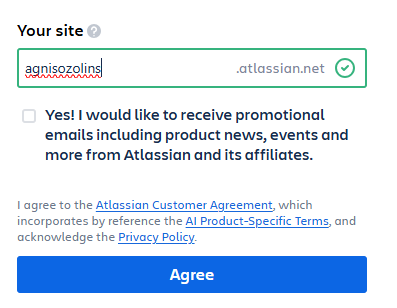 Your site ?
agnisozolins .atlassian.net
Yes! I would like to receive promotional
emails including product news, events and
more from Atlassian and its affiliates.
I agree to the Atlassian Customer Agreement, which
incorporates by reference the AI Product-Specific Terms, and
acknowledge the Privacy Policy.
Agree